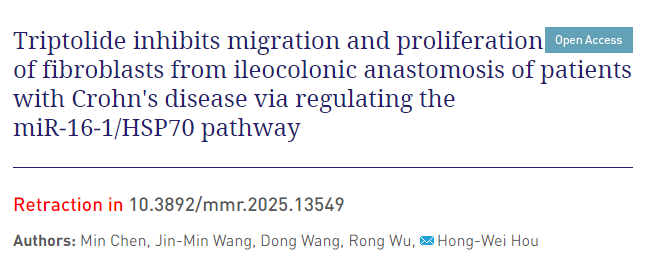 Triptolide inhibits migration and proliferation Open Access
of fibroblasts from ileocolonic anastomosis of patients
with Crohn's disease via regulating the
miR-16-1/HSP70 pathway
Retraction in 10.3892/mmr.2025.13549
Authors: Min Chen, Jin-Min Wang, Dong Wang, Rong Wu, Hong-Wei Hou